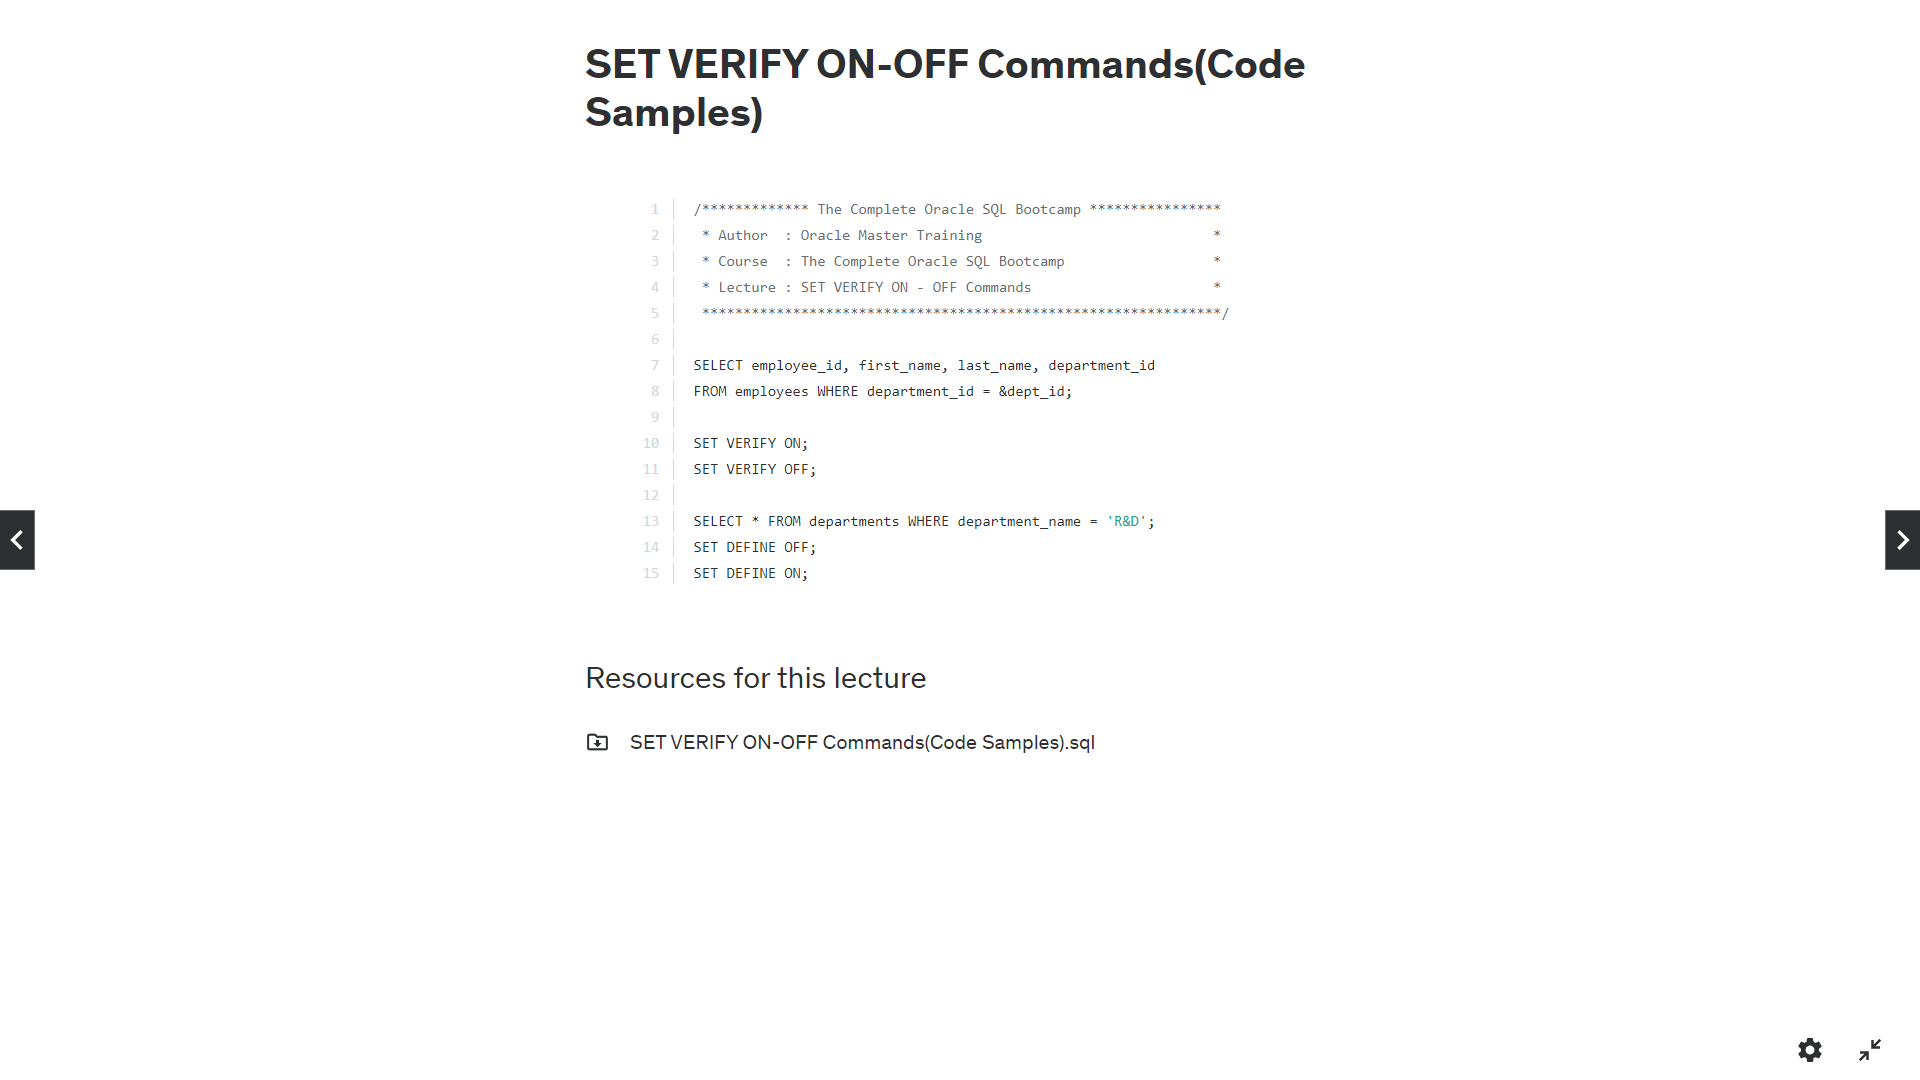 SET VERIFY ON-OFF Commands(Code
Samples)
1 /************* The Complete Oracle SQL Bootcamp ****************
2  * Author  : Oracle Master Training                            *
3  * Course  : The Complete Oracle SQL Bootcamp                  *
4  * Lecture : SET VERIFY ON - OFF Commands                      *
5  ***************************************************************/
6
7 SELECT employee_id, first_name, last_name, department_id
8 FROM employees WHERE department_id = &dept_id;
9
10 SET VERIFY ON;
11 SET VERIFY OFF;
12
13 SELECT * FROM departments WHERE department_name = 'R&D';
14 SET DEFINE OFF;
15 SET DEFINE ON;
Resources for this lecture
SET VERIFY ON-OFF Commands(Code Samples).sql